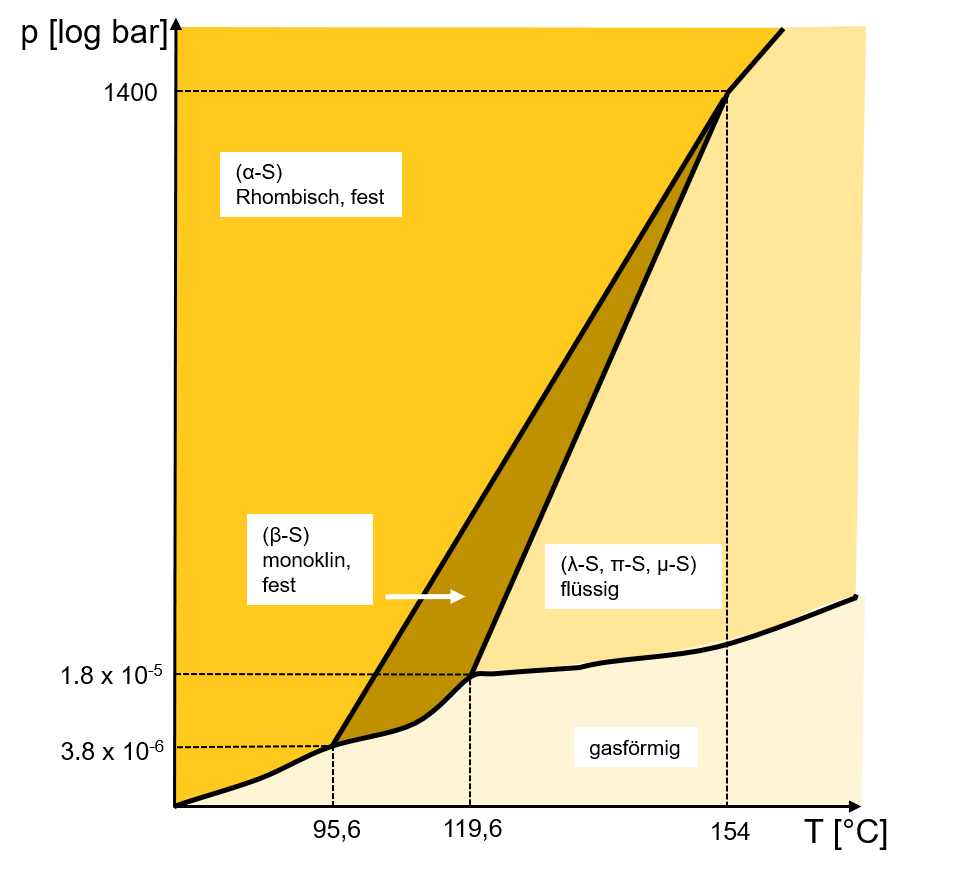 p [log bar]
1400
(α-S)
Rhombisch, fest
(β-S)
monoklin,
fest
(λ-S, π-S, μ-S)
flüssig
1.8 x 10⁻⁵
3.8 x 10⁻⁶
gasförmig
95,6
119,6
154
T [°C]